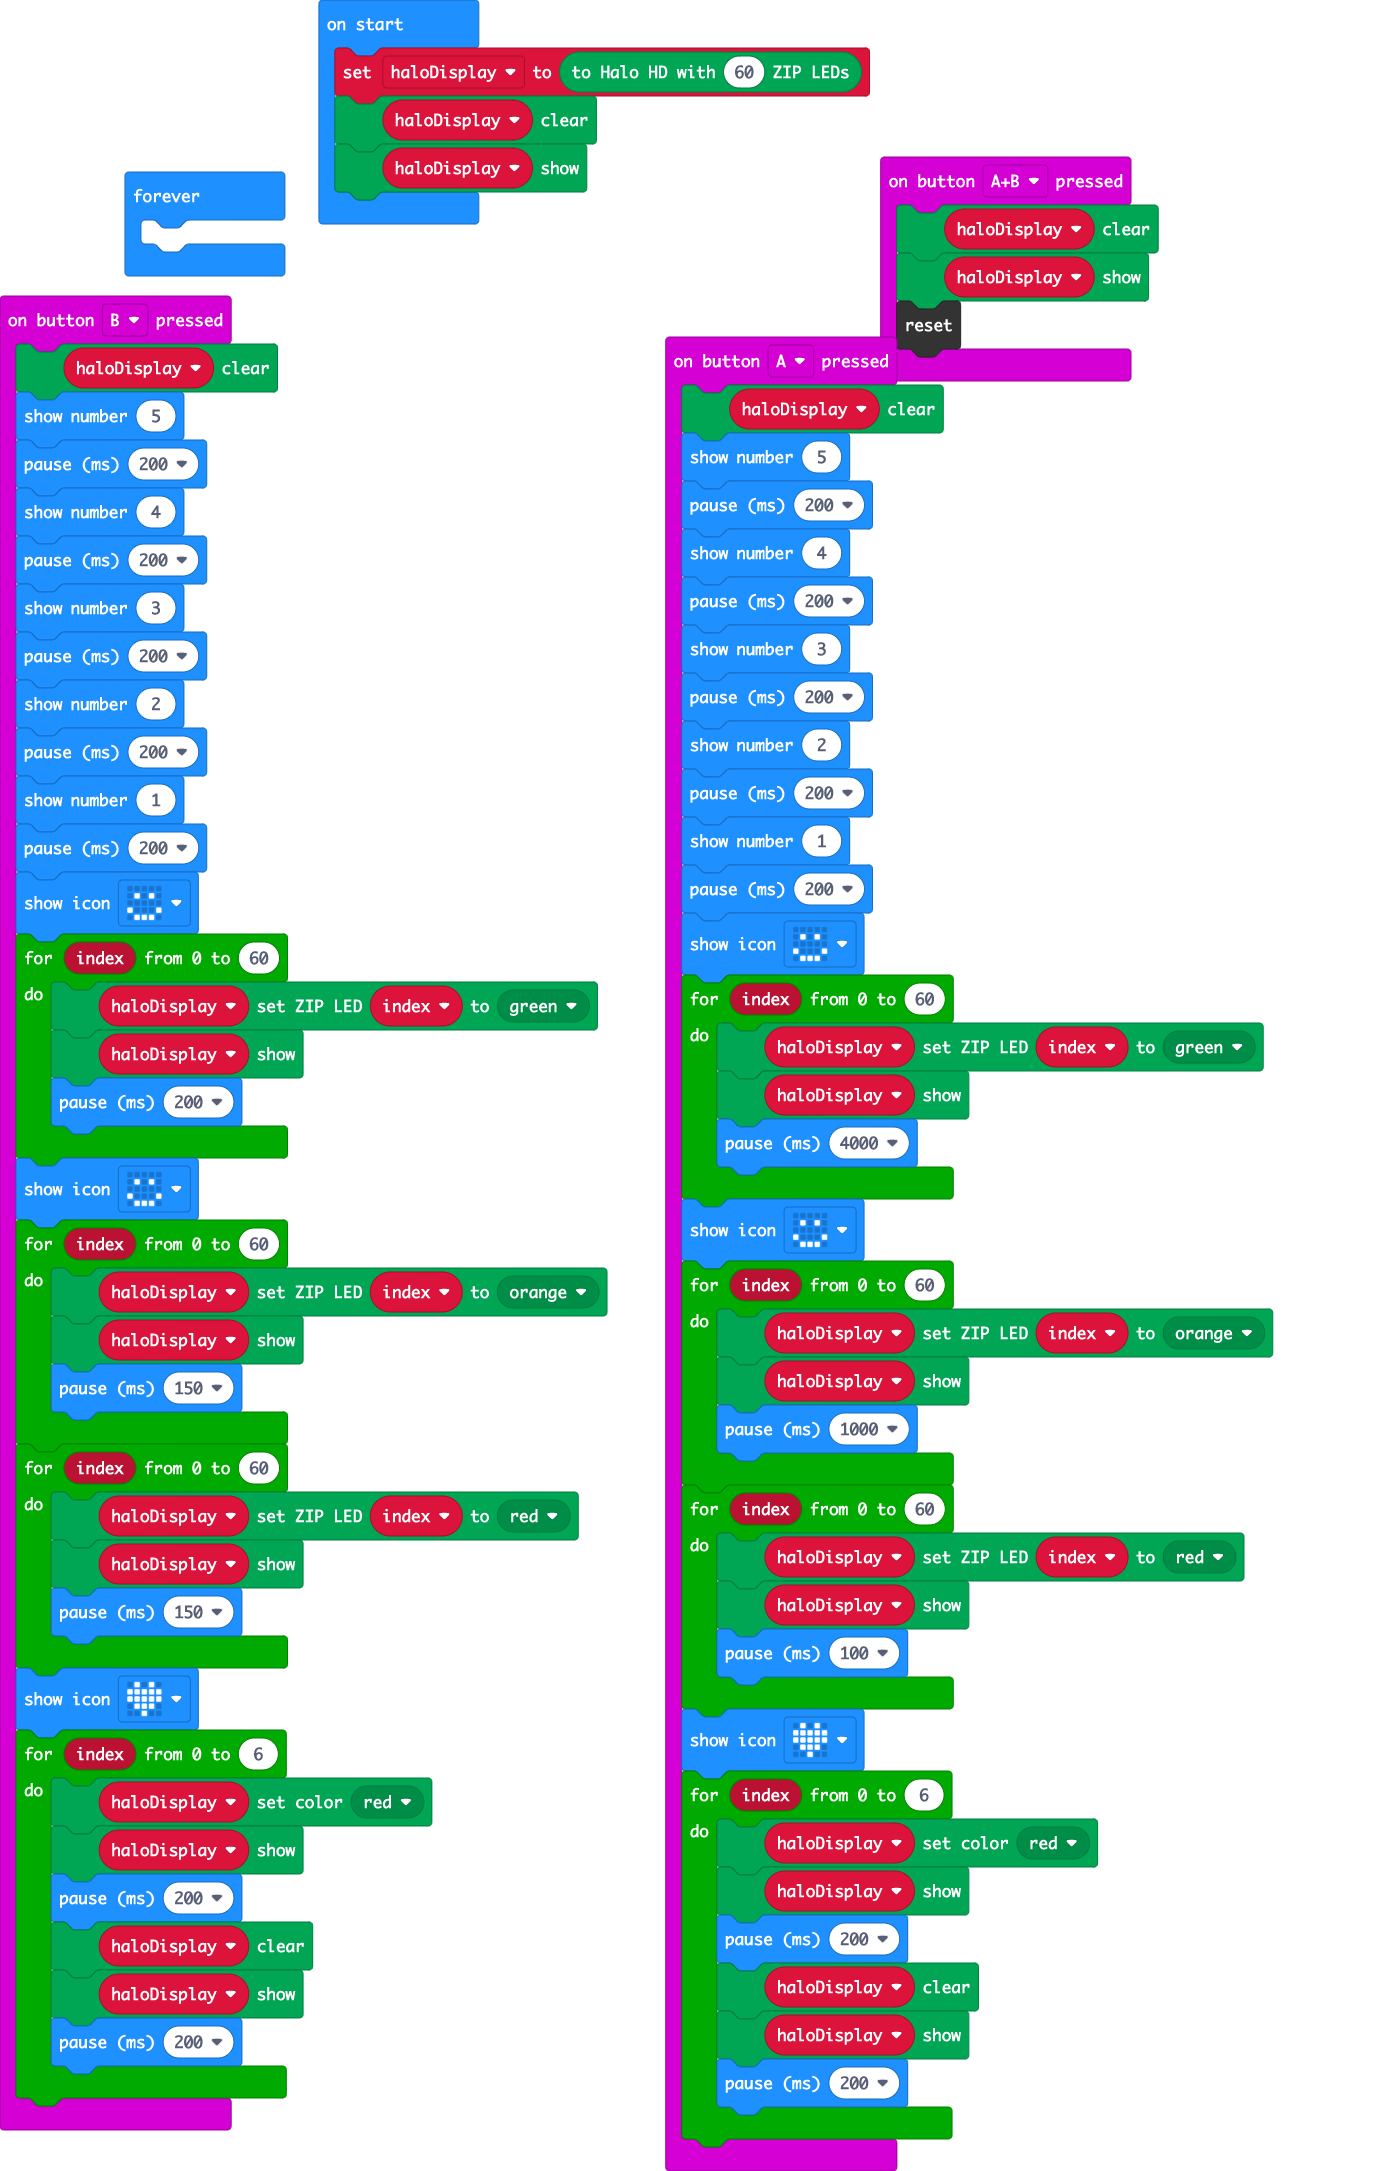 on start
set haloDisplay to to Halo HD with 60 ZIP LEDs
haloDisplay clear
haloDisplay show
forever
on button A+B pressed
haloDisplay clear
haloDisplay show
reset
on button B pressed
haloDisplay clear
show number 5
pause (ms) 200
show number 4
pause (ms) 200
show number 3
pause (ms) 200
show number 2
pause (ms) 200
show number 1
pause (ms) 200
show icon
for index from 0 to 60
do
haloDisplay set ZIP LED index to green
haloDisplay show
pause (ms) 200
show icon
for index from 0 to 60
do
haloDisplay set ZIP LED index to orange
haloDisplay show
pause (ms) 150
for index from 0 to 60
do
haloDisplay set ZIP LED index to red
haloDisplay show
pause (ms) 150
show icon
for index from 0 to 6
do
haloDisplay set color red
haloDisplay show
pause (ms) 200
haloDisplay clear
haloDisplay show
pause (ms) 200
on button A pressed
haloDisplay clear
show number 5
pause (ms) 200
show number 4
pause (ms) 200
show number 3
pause (ms) 200
show number 2
pause (ms) 200
show number 1
pause (ms) 200
show icon
for index from 0 to 60
do
haloDisplay set ZIP LED index to green
haloDisplay show
pause (ms) 4000
show icon
for index from 0 to 60
do
haloDisplay set ZIP LED index to orange
haloDisplay show
pause (ms) 1000
for index from 0 to 60
do
haloDisplay set ZIP LED index to red
haloDisplay show
pause (ms) 100
show icon
for index from 0 to 6
do
haloDisplay set color red
haloDisplay show
pause (ms) 200
haloDisplay clear
haloDisplay show
pause (ms) 200